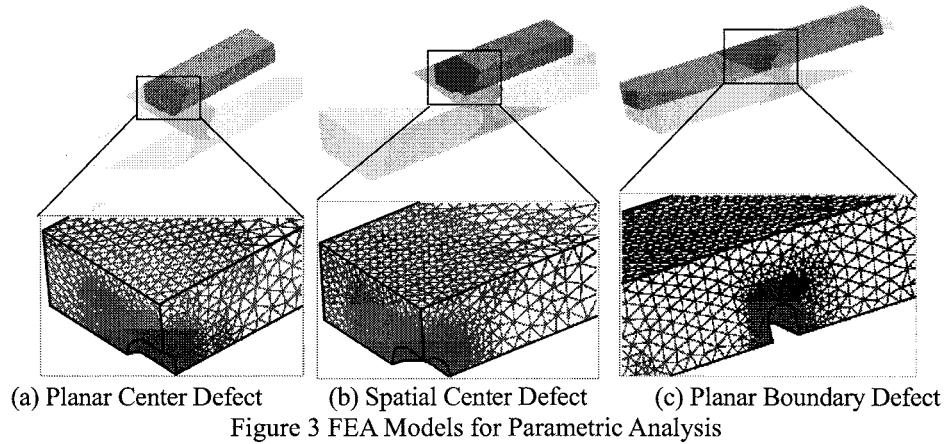 (a) Planar Center Defect (b) Spatial Center Defect (c) Planar Boundary Defect
Figure 3 FEA Models for Parametric Analysis